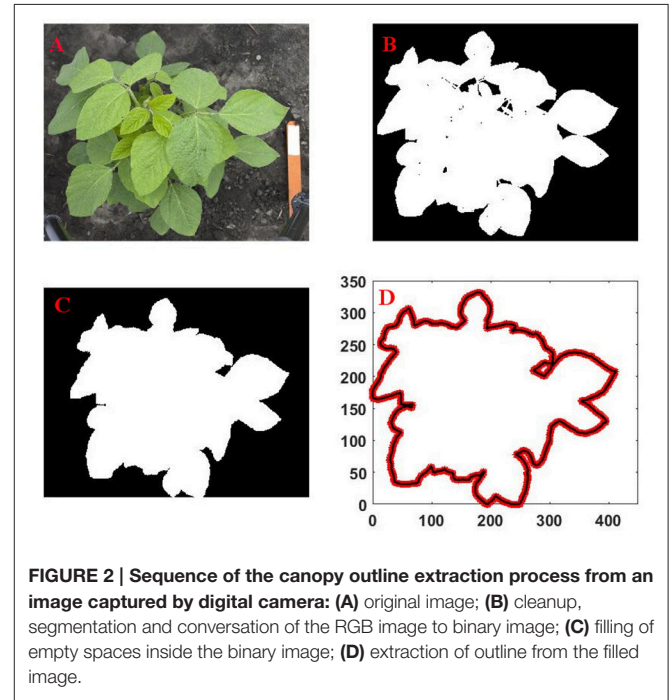 A
B
C
D
350
300
250
200
150
100
50
0
0 100 200 300 400
FIGURE 2 | Sequence of the canopy outline extraction process from an
image captured by digital camera: (A) original image; (B) cleanup,
segmentation and conversation of the RGB image to binary image; (C) filling of
empty spaces inside the binary image; (D) extraction of outline from the filled
image.